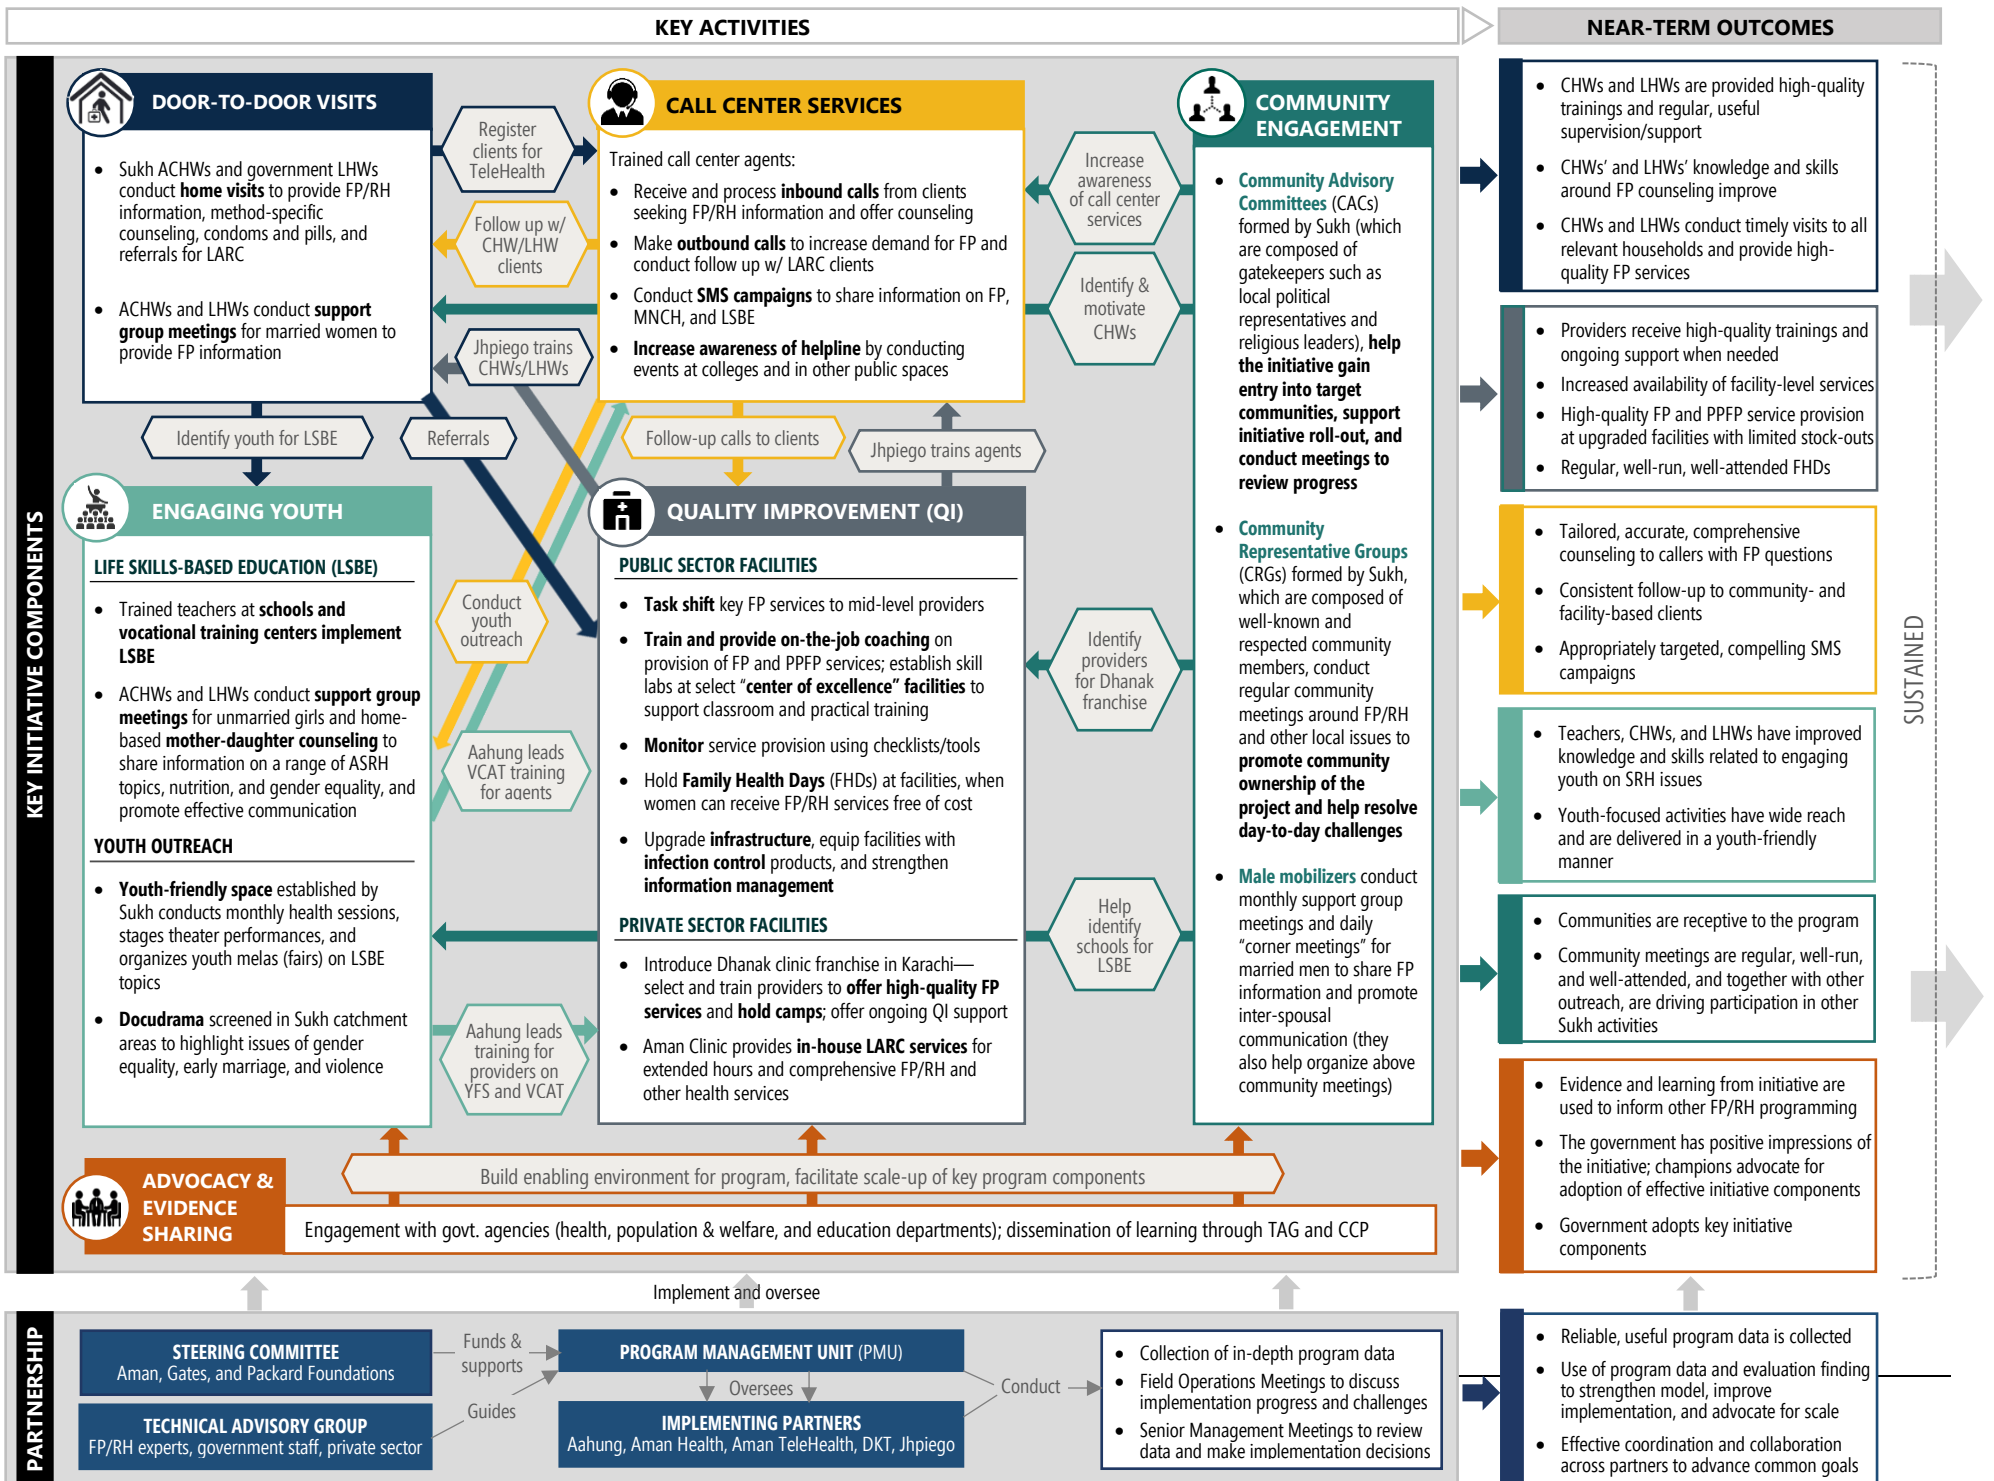 KEY ACTIVITIES
NEAR-TERM OUTCOMES
KEY INITIATIVE COMPONENTS
DOOR-TO-DOOR VISITS
• Sukh ACHWs and government LHWs
conduct home visits to provide FP/RH
information, method-specific
counseling, condoms and pills, and
referrals for LARC
• ACHWs and LHWs conduct support
group meetings for married women to
provide FP information
Register
clients for
TeleHealth
Follow up w/
CHW/LHW
clients
Jhpiego trains
CHWs/LHWs
CALL CENTER SERVICES
Trained call center agents:
• Receive and process inbound calls from clients
seeking FP/RH information and offer counseling
• Make outbound calls to increase demand for FP and
conduct follow up w/ LARC clients
• Conduct SMS campaigns to share information on FP,
MNCH, and LSBE
• Increase awareness of helpline by conducting
events at colleges and in other public spaces
Increase
awareness
of call center
services
Identify &
motivate
CHWs
COMMUNITY
ENGAGEMENT
• Community Advisory
Committees (CACs)
formed by Sukh (which
are composed of
gatekeepers such as
local political
representatives and
religious leaders), help
the initiative gain
entry into target
communities, support
initiative roll-out, and
conduct meetings to
review progress
• Community
Representative Groups
(CRGs) formed by Sukh,
which are composed of
well-known and
respected community
members, conduct
regular community
meetings around FP/RH
and other local issues to
promote community
ownership of the
project and help resolve
day-to-day challenges
• Male mobilizers conduct
monthly support group
meetings and daily
“corner meetings” for
married men to share FP
information and promote
inter-spousal
communication (they
also help organize above
community meetings)
Identify youth for LSBE
Referrals
Follow-up calls to clients
Jhpiego trains agents
ENGAGING YOUTH
LIFE SKILLS-BASED EDUCATION (LSBE)
• Trained teachers at schools and
vocational training centers implement
LSBE
• ACHWs and LHWs conduct support group
meetings for unmarried girls and home-
based mother-daughter counseling to
share information on a range of ASRH
topics, nutrition, and gender equality, and
promote effective communication
YOUTH OUTREACH
• Youth-friendly space established by
Sukh conducts monthly health sessions,
stages theater performances, and
organizes youth melas (fairs) on LSBE
topics
• Docudrama screened in Sukh catchment
areas to highlight issues of gender
equality, early marriage, and violence
Conduct
youth
outreach
Aahung leads
VCAT training
for agents
Aahung leads
training for
providers on
YFS and VCAT
QUALITY IMPROVEMENT (QI)
PUBLIC SECTOR FACILITIES
• Task shift key FP services to mid-level providers
• Train and provide on-the-job coaching on
provision of FP and PPFP services; establish skill
labs at select “center of excellence” facilities to
support classroom and practical training
• Monitor service provision using checklists/tools
• Hold Family Health Days (FHDs) at facilities, when
women can receive FP/RH services free of cost
• Upgrade infrastructure, equip facilities with
infection control products, and strengthen
information management
PRIVATE SECTOR FACILITIES
• Introduce Dhanak clinic franchise in Karachi—
select and train providers to offer high-quality FP
services and hold camps; offer ongoing QI support
• Aman Clinic provides in-house LARC services for
extended hours and comprehensive FP/RH and
other health services
Identify
providers
for Dhanak
franchise
Help
identify
schools for
LSBE
ADVOCACY &
EVIDENCE
SHARING
Build enabling environment for program, facilitate scale-up of key program components
Engagement with govt. agencies (health, population & welfare, and education departments); dissemination of learning through TAG and CCP
• CHWs and LHWs are provided high-quality
trainings and regular, useful
supervision/support
• CHWs’ and LHWs’ knowledge and skills
around FP counseling improve
• CHWs and LHWs conduct timely visits to all
relevant households and provide high-
quality FP services
• Providers receive high-quality trainings and
ongoing support when needed
• Increased availability of facility-level services
• High-quality FP and PPFP service provision
at upgraded facilities with limited stock-outs
• Regular, well-run, well-attended FHDs
• Tailored, accurate, comprehensive
counseling to callers with FP questions
• Consistent follow-up to community- and
facility-based clients
• Appropriately targeted, compelling SMS
campaigns
• Teachers, CHWs, and LHWs have improved
knowledge and skills related to engaging
youth on SRH issues
• Youth-focused activities have wide reach
and are delivered in a youth-friendly
manner
• Communities are receptive to the program
• Community meetings are regular, well-run,
and well-attended, and together with other
outreach, are driving participation in other
Sukh activities
• Evidence and learning from initiative are
used to inform other FP/RH programming
• The government has positive impressions of
the initiative; champions advocate for
adoption of effective initiative components
• Government adopts key initiative
components
SUSTAINED
Implement and oversee
PARTNERSHIP
STEERING COMMITTEE
Aman, Gates, and Packard Foundations
TECHNICAL ADVISORY GROUP
FP/RH experts, government staff, private sector
Funds &
supports
Guides
PROGRAM MANAGEMENT UNIT (PMU)
Oversees
IMPLEMENTING PARTNERS
Aahung, Aman Health, Aman TeleHealth, DKT, Jhpiego
Conduct
• Collection of in-depth program data
• Field Operations Meetings to discuss
implementation progress and challenges
• Senior Management Meetings to review
data and make implementation decisions
• Reliable, useful program data is collected
• Use of program data and evaluation finding
to strengthen model, improve
implementation, and advocate for scale
• Effective coordination and collaboration
across partners to advance common goals